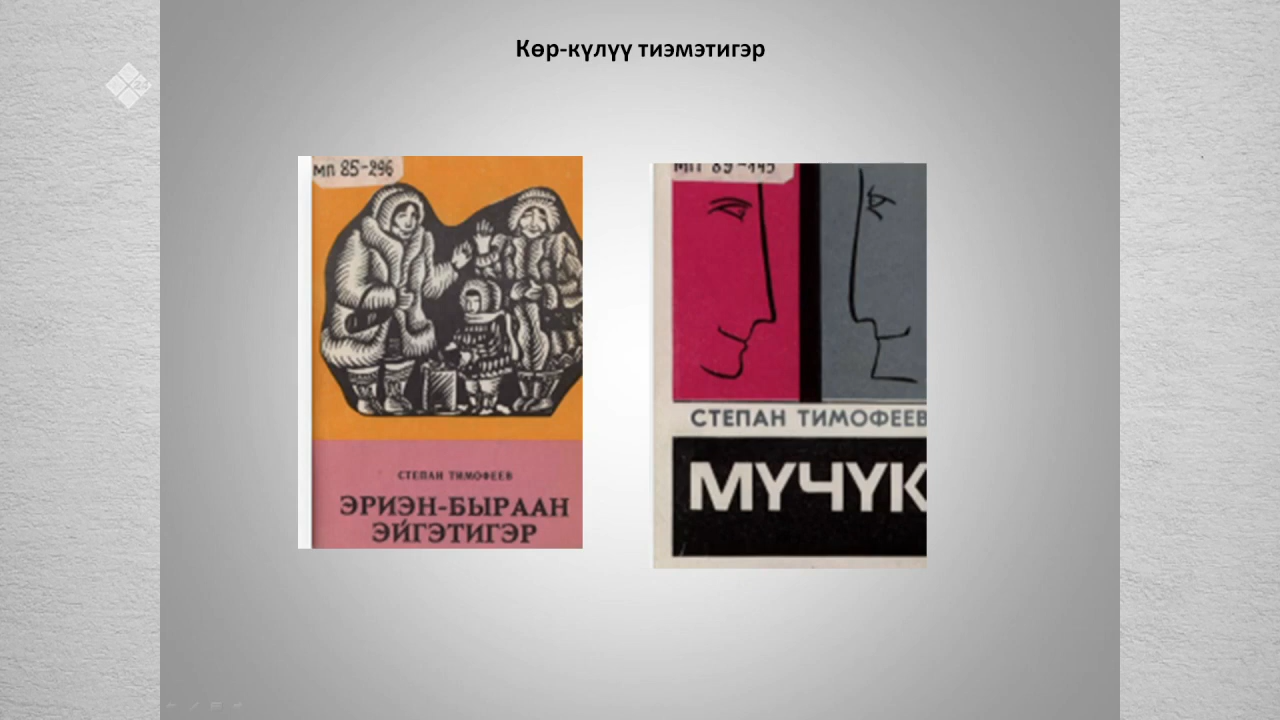 Көр-күлүү тиэмэтигэр
мп 85-296
СТЕПАН ТИМОФЕЕВ
ЭРИЭН-БЫРААН
ЭЙГЭТИГЭР
СТЕПАН ТИМОФЕЕВ
МҮЧҮК